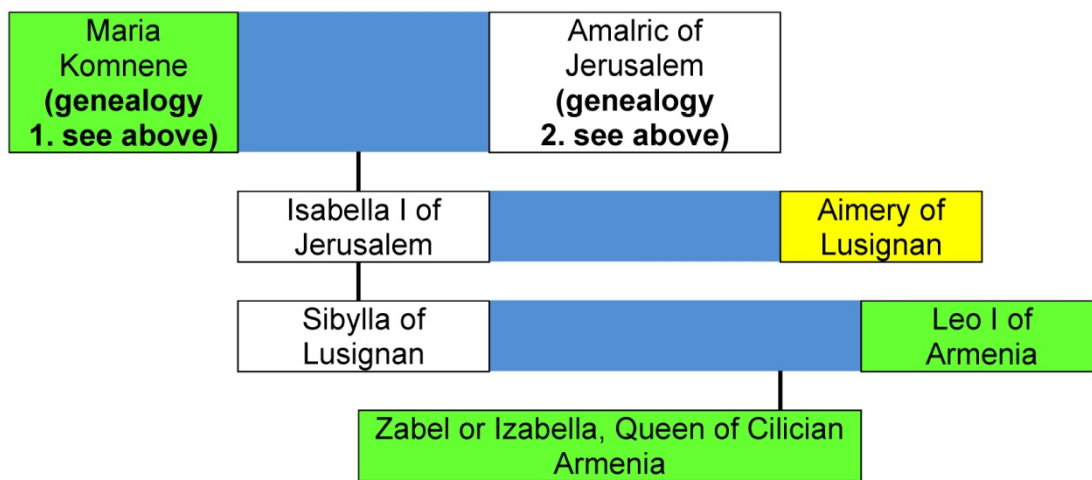 Maria
Komnene
(genealogy
1. see above)
Amalric of
Jerusalem
(genealogy
2. see above)
Isabella I of
Jerusalem
Aimery of
Lusignan
Sibylla of
Lusignan
Leo I of
Armenia
Zabel or Izabella, Queen of Cilician
Armenia